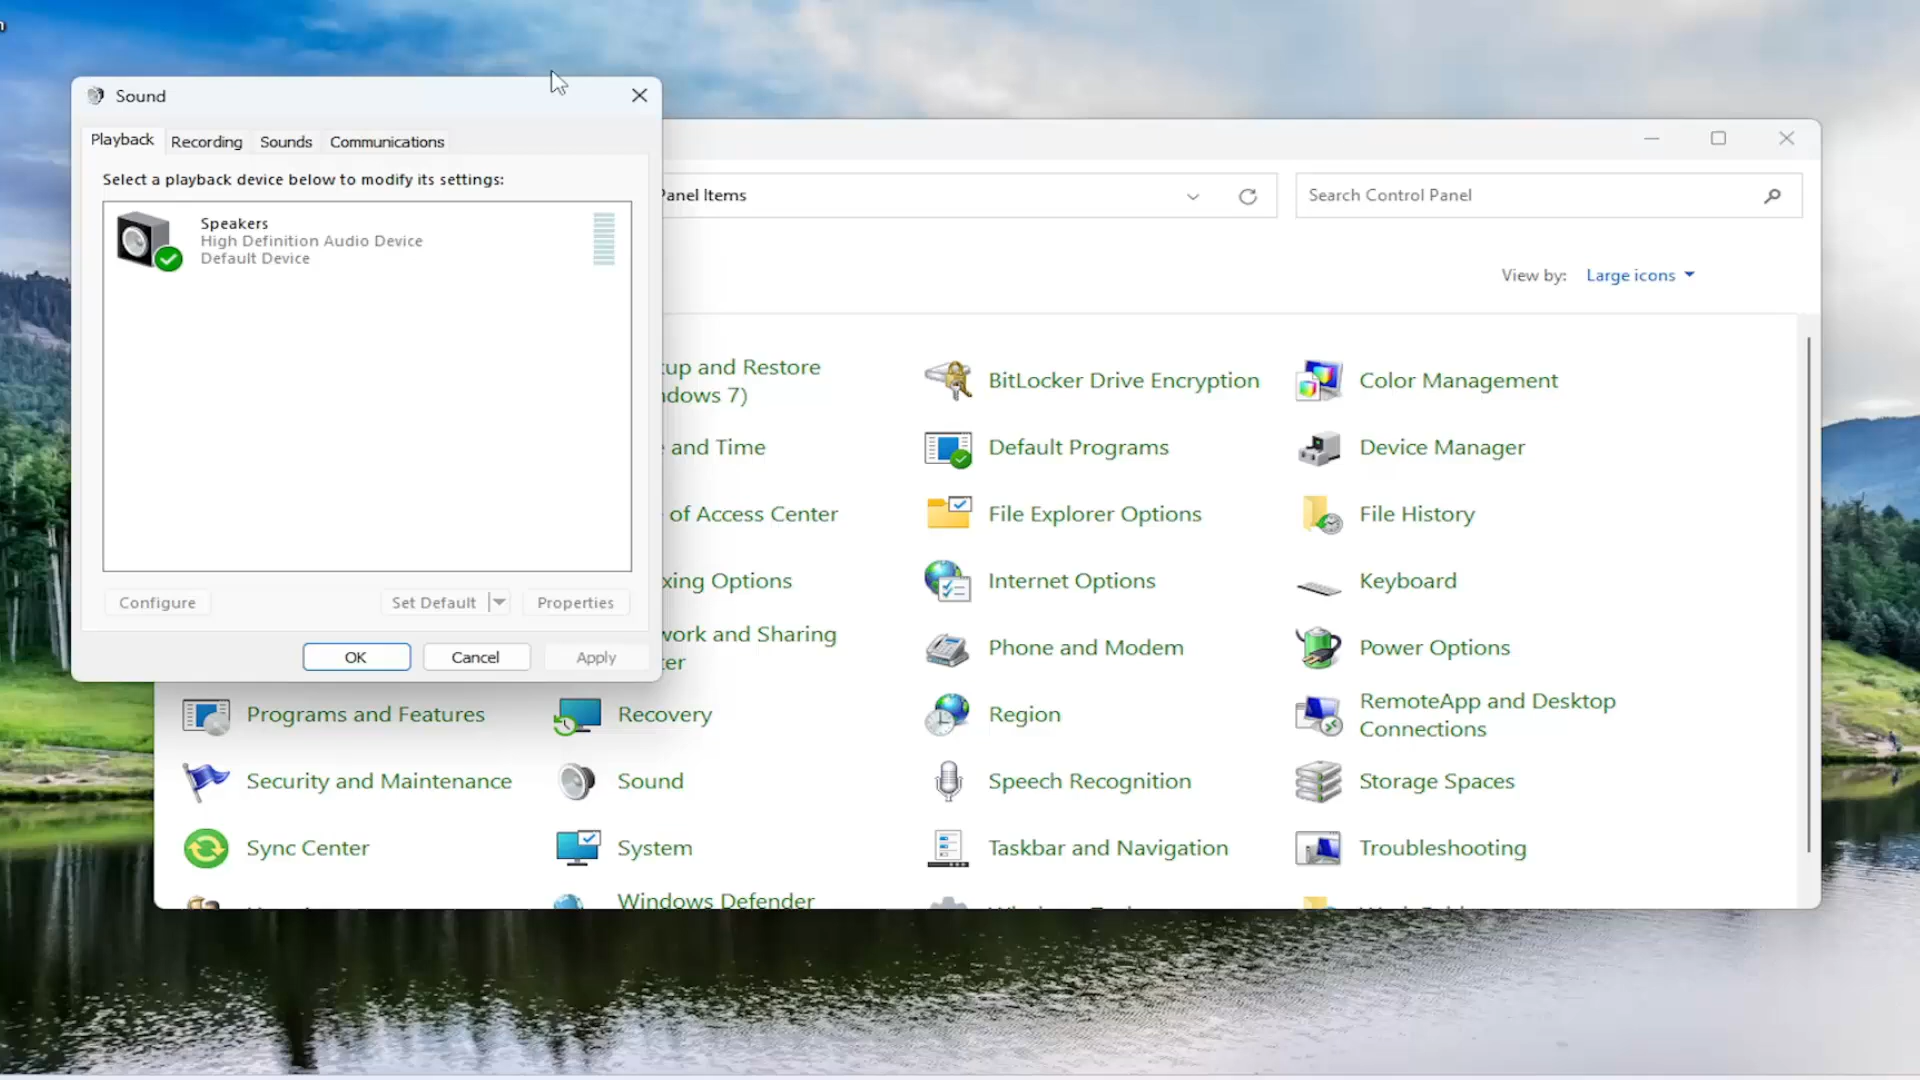 Sound
Playback
Recording
Sounds
Communications
Select a playback device below to modify its settings:
Speakers
High Definition Audio Device
Default Device
Configure
Set Default
Properties
OK
Cancel
Apply
Panel Items
Search Control Panel
View by:
Large icons
up and Restore
ndows 7)
BitLocker Drive Encryption
Color Management
e and Time
Default Programs
Device Manager
of Access Center
File Explorer Options
File History
xing Options
Internet Options
Keyboard
work and Sharing
er
Phone and Modem
Power Options
Programs and Features
Recovery
Region
RemoteApp and Desktop
Connections
Security and Maintenance
Sound
Speech Recognition
Storage Spaces
Sync Center
System
Taskbar and Navigation
Troubleshooting
Windows Defender